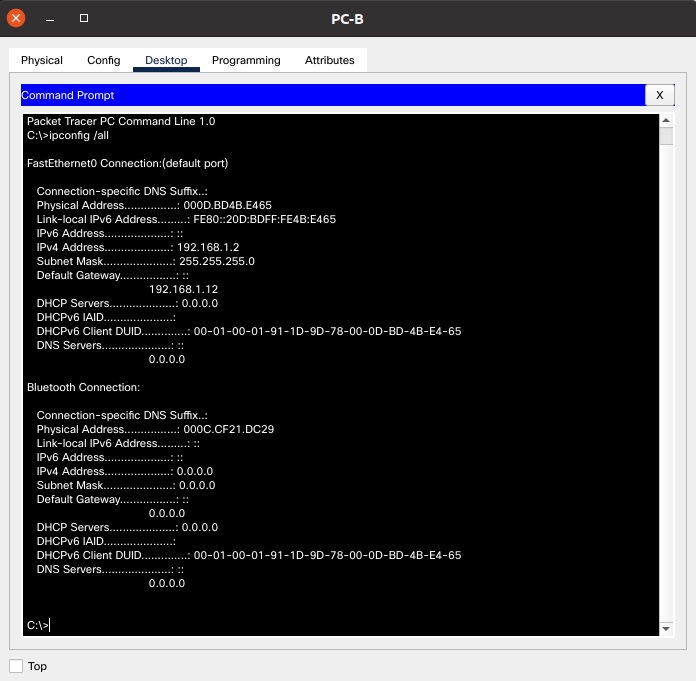 PC-B
Physical Config Desktop Programming Attributes
Command Prompt X
Packet Tracer PC Command Line 1.0
C:\>ipconfig /all
FastEthernet0 Connection:(default port)
Connection-specific DNS Suffix..:
Physical Address................: 000D.BD4B.E465
Link-local IPv6 Address.........: FE80::20D:BDFF:FE4B:E465
IPv6 Address....................: ::
IPv4 Address....................: 192.168.1.2
Subnet Mask.....................: 255.255.255.0
Default Gateway.................: ::
192.168.1.12
DHCP Servers....................: 0.0.0.0
DHCPv6 IAID.....................:
DHCPv6 Client DUID..............: 00-01-00-01-91-1D-9D-78-00-0D-BD-4B-E4-65
DNS Servers.....................: ::
0.0.0.0
Bluetooth Connection:
Connection-specific DNS Suffix..:
Physical Address................: 000C.CF21.DC29
Link-local IPv6 Address.........: ::
IPv6 Address....................: ::
IPv4 Address....................: 0.0.0.0
Subnet Mask.....................: 0.0.0.0
Default Gateway.................: ::
0.0.0.0
DHCP Servers....................: 0.0.0.0
DHCPv6 IAID.....................:
DHCPv6 Client DUID..............: 00-01-00-01-91-1D-9D-78-00-0D-BD-4B-E4-65
DNS Servers.....................: ::
0.0.0.0
C:\>
Top